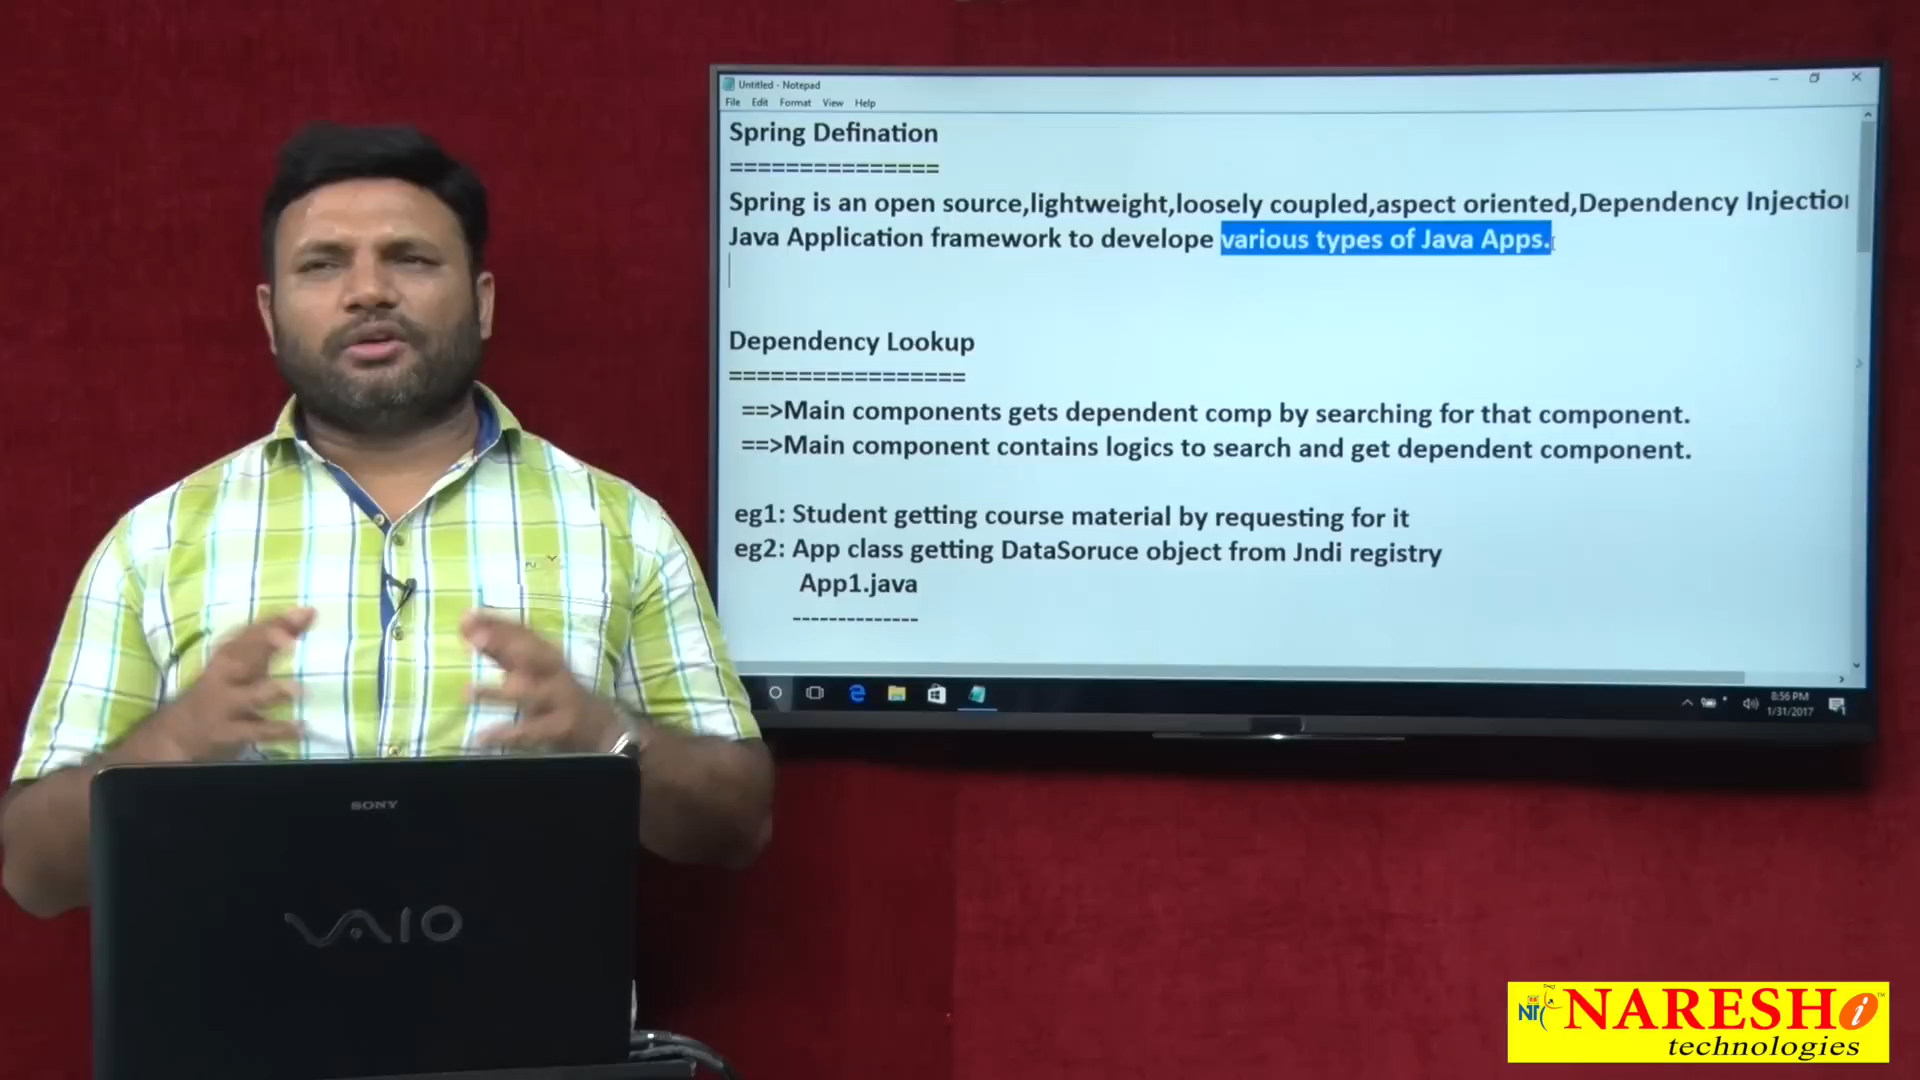 Untitled - Notepad
File Edit Format View Help
Spring Defination
===============
Spring is an open source,lightweight,loosely coupled,aspect oriented,Dependency Injection
Java Application framework to develope various types of Java Apps.
Dependency Lookup
=================
==>Main components gets dependent comp by searching for that component.
==>Main component contains logics to search and get dependent component.
eg1: Student getting course material by requesting for it
eg2: App class getting DataSoruce object from Jndi registry
App1.java
--------------
8:56 PM
1/31/2017
SONY
VAIO
NT
NARESH i
technologies